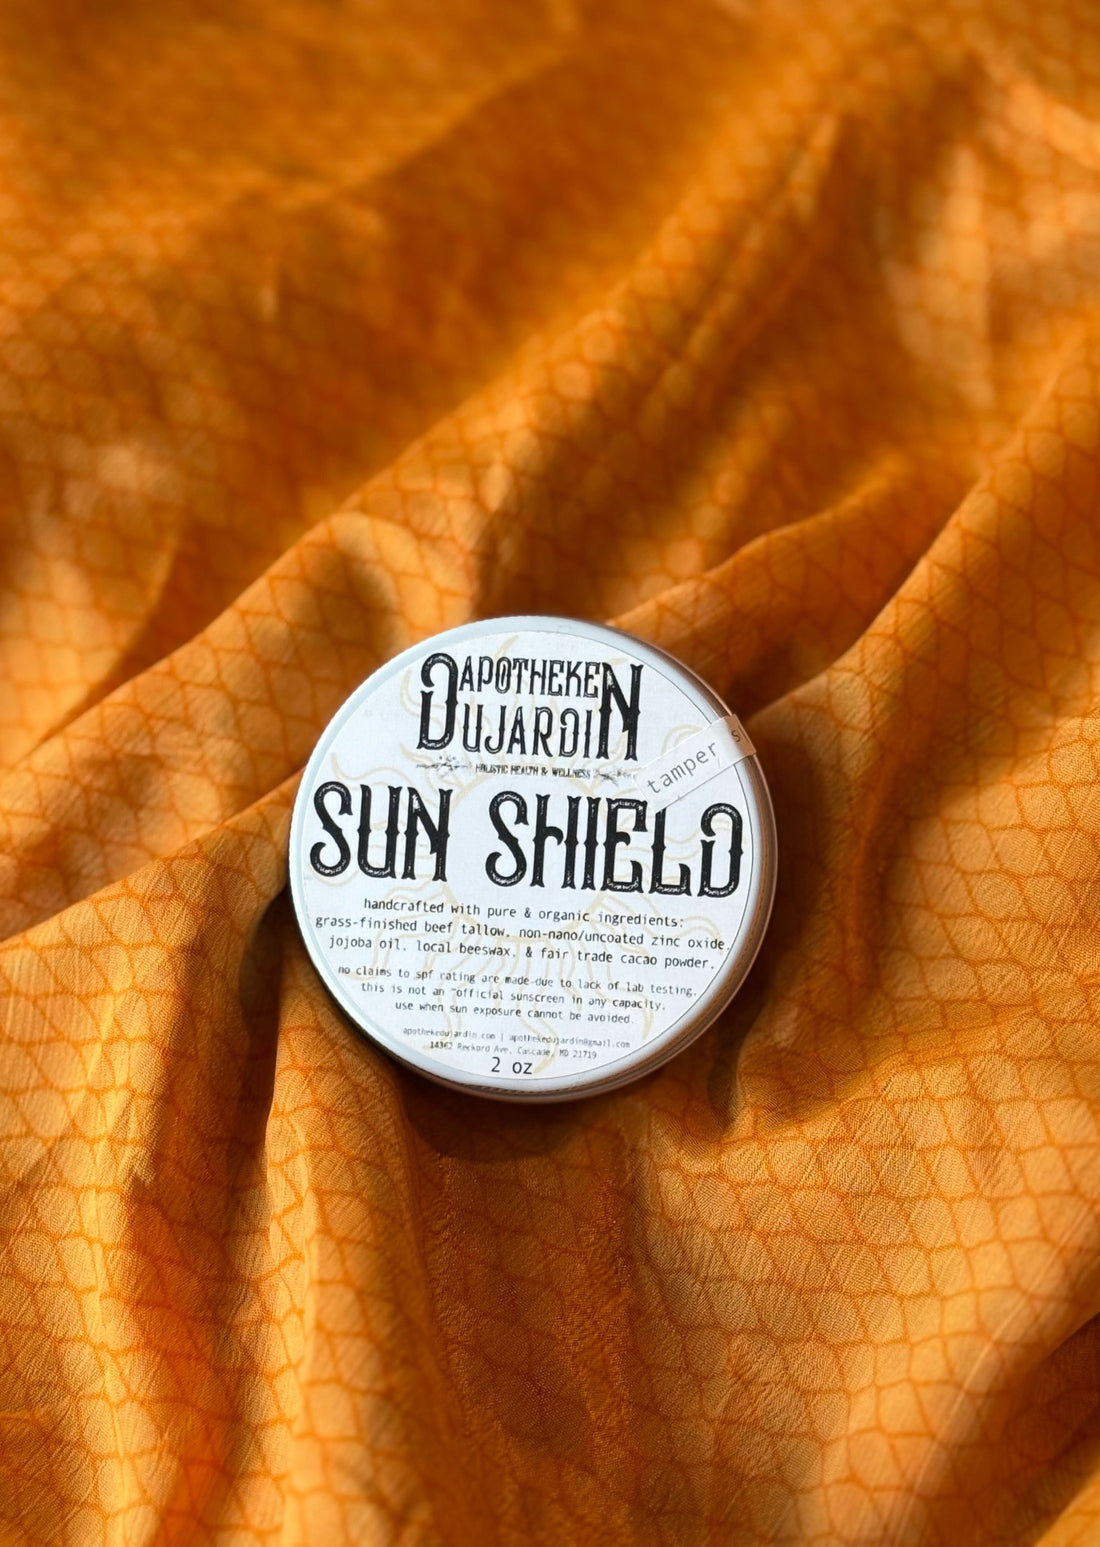 APOTHEKE
DUJARDIN
HOLISTIC HEALTH & WELLNESS
tamper s
SUN SHIELD
handcrafted with pure & organic ingredients:
grass-finished beef tallow, non-nano/uncoated zinc oxide,
jojoba oil, local beeswax, & fair trade cacao powder.
no claims to spf rating are made due to lack of lab testing.
this is not an "official sunscreen in any capacity.
use when sun exposure cannot be avoided.
apothekedujardin.com | apothekedujardin@gmail.com
Ave, Cascade, MD 21719
2 oz